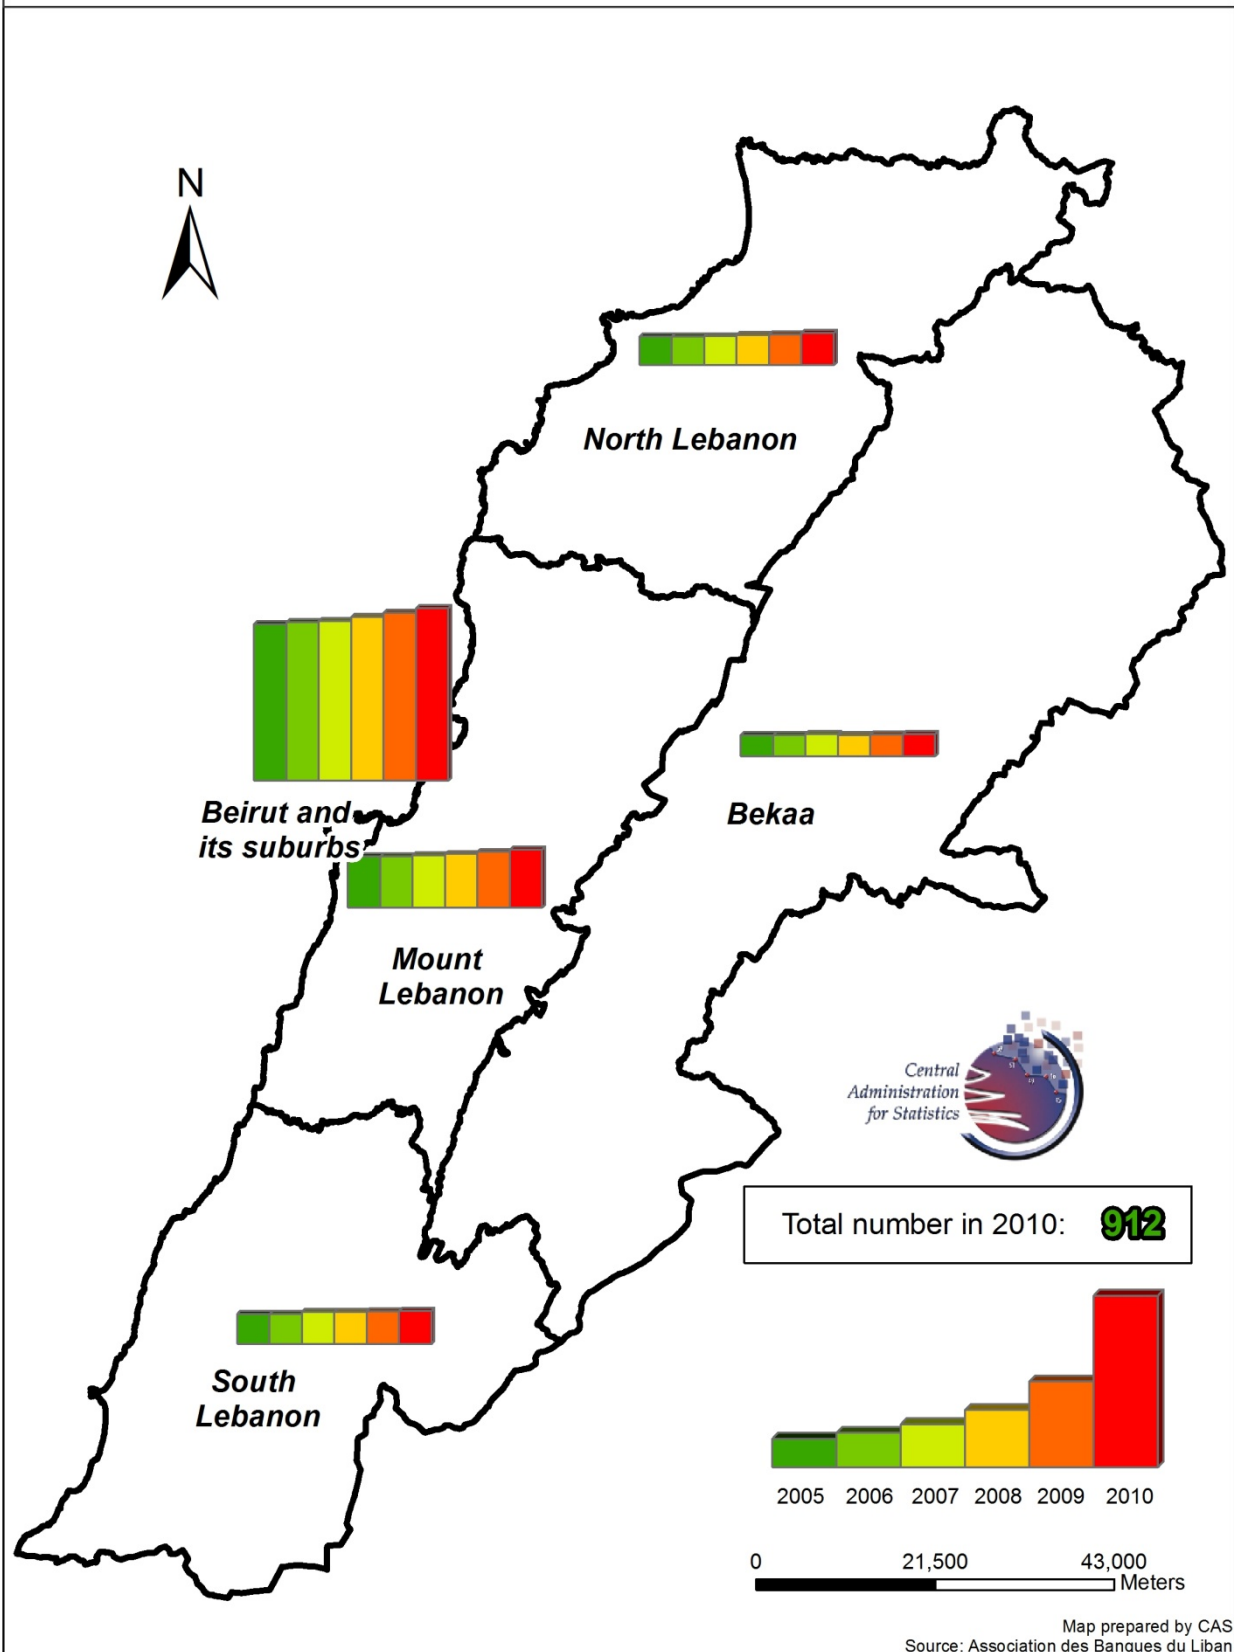 N
North Lebanon
Beirut and
its suburbs
Bekaa
Mount
Lebanon
Central
Administration
for Statistics
Total number in 2010: 912
South
Lebanon
2005 2006 2007 2008 2009 2010
0 21,500 43,000
Meters
Map prepared by CAS
Source: Association des Banques du Liban